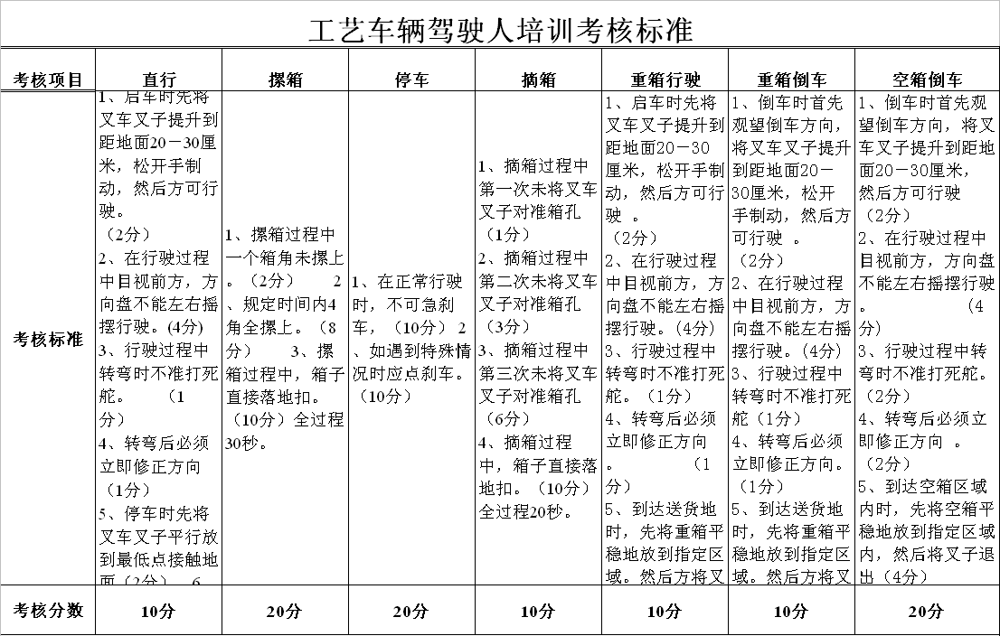 工艺车辆驾驶人培训考核标准
考核项目
直行
摞箱
停车
摘箱
重箱行驶
重箱倒车
空箱倒车
考核标准
1、启车时先将
叉车叉子提升到
距地面20－30厘
米，松开手制
动，然后方可行
驶。
（2分）
2、在行驶过程
中目视前方，方
向盘不能左右摇
摆行驶。(4分)
3、行驶过程中
转弯时不准打死
舵。 （1
分）
4、转弯后必须
立即修正方向
（1分）
5、停车时先将
叉车叉子平行放
到最低点接触地
面（2分） 6
1、摞箱过程中
一个箱角未摞上
。（2分） 2
、规定时间内4
角全摞上。（8
分） 3、摞
箱过程中，箱子
直接落地扣。
（10分）全过程
30秒。
1、在正常行驶
时，不可急刹
车，（10分） 2
、如遇到特殊情
况时应点刹车。
（10分）
1、摘箱过程中
第一次未将叉车
叉子对准箱孔
（1分）
2、摘箱过程中
第二次未将叉车
叉子对准箱孔
（3分）
3、摘箱过程中
第三次未将叉车
叉子对准箱孔
（6分）
4、摘箱过程
中，箱子直接落
地扣。（10分）
全过程20秒。
1、启车时先将
叉车叉子提升到
距地面20－30
厘米，松开手制
动，然后方可行
驶 。
（2分）
2、在行驶过程
中目视前方，方
向盘不能左右摇
摆行驶。(4分)
3、行驶过程中
转弯时不准打死
舵。（1分）
4、转弯后必须
立即修正方向
。 （1
分）
5、到达送货地
时，先将重箱平
稳地放到指定区
域。然后方将叉
1、倒车时首先
观望倒车方向，
将叉车叉子提升
到距地面20－
30厘米，松开
手制动，然后方
可行驶 。
（2分）
2、在行驶过程
中目视前方，方
向盘不能左右摇
摆行驶。(4分)
3、行驶过程中
转弯时不准打死
舵（1分）
4、转弯后必须
立即修正方向。
（1分）
5、到达送货地
时，先将重箱平
稳地放到指定区
域。然后方将叉
1、倒车时首先观
望倒车方向，将叉
车叉子提升到距地
面20－30厘米，
然后方可行驶
（2分）
2、在行驶过程中
目视前方，方向盘
不能左右摇摆行驶
。 （4
分）
3、行驶过程中转
弯时不准打死舵。
（2分）
4、转弯后必须立
即修正方向 。
（2分）
5、到达空箱区域
内时，先将空箱平
稳地放到指定区域
内，然后将叉子退
出（4分）
考核分数
10分
20分
20分
10分
10分
10分
20分